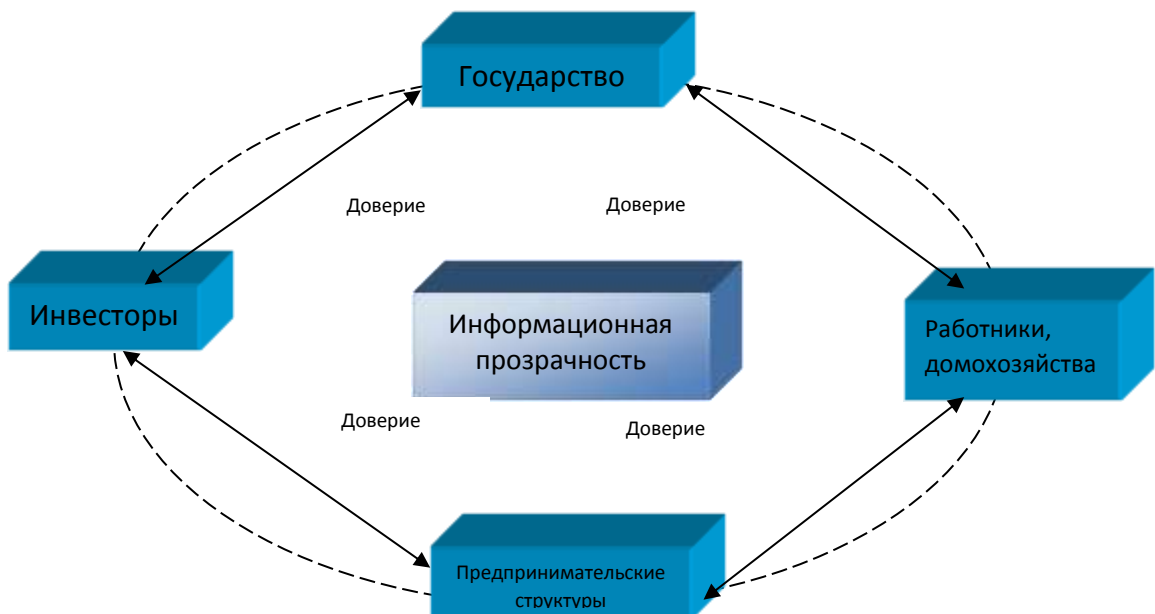 Государство
Доверие
Доверие
Инвесторы
Информационная
прозрачность
Работники,
домохозяйства
Доверие
Доверие
Предпринимательские
структуры